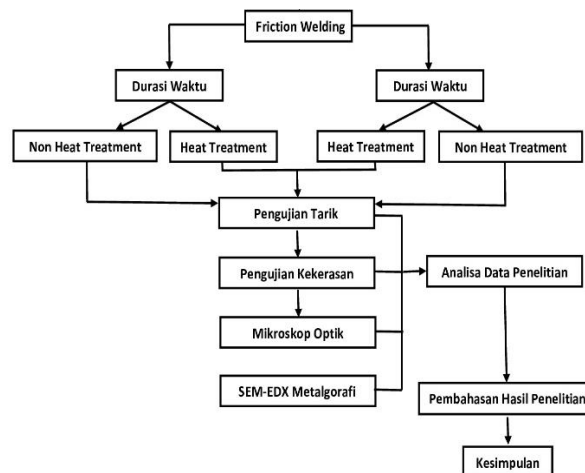 Friction Welding
Durasi Waktu
Durasi Waktu
Non Heat Treatment
Heat Treatment
Heat Treatment
Non Heat Treatment
Pengujian Tarik
Pengujian Kekerasan
Analisa Data Penelitian
Mikroskop Optik
SEM-EDX Metalgorafi
Pembahasan Hasil Penelitian
Kesimpulan